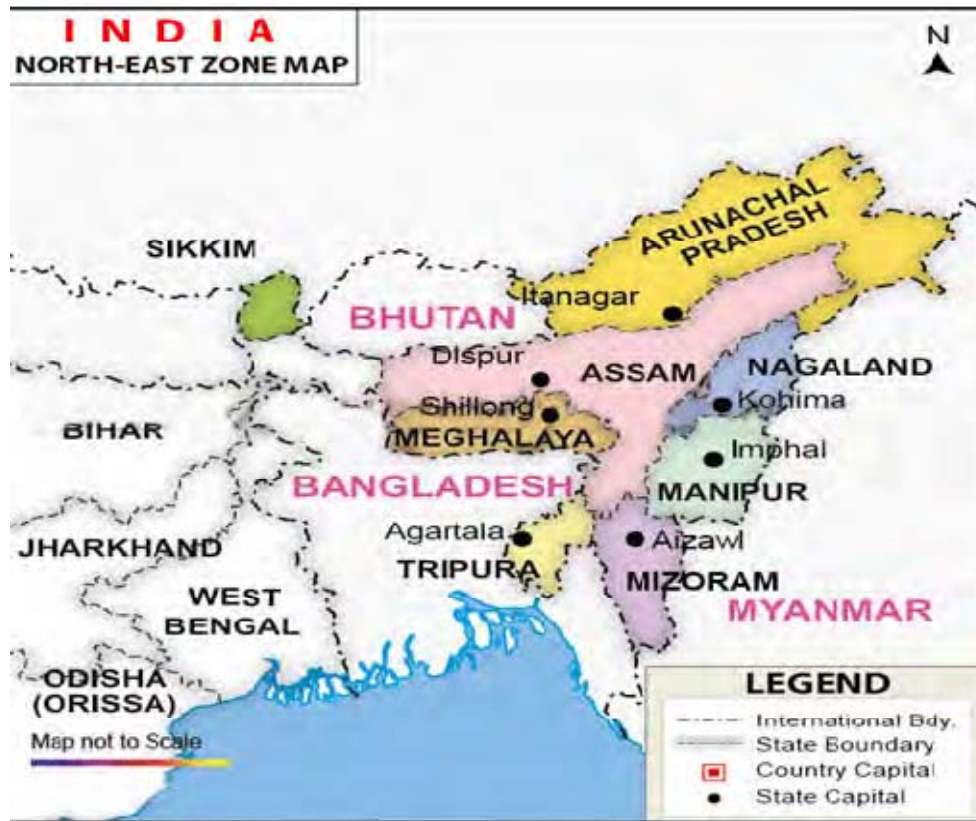 INDIA
NORTH-EAST ZONE MAP
N
ARUNACHAL
PRADESH
SIKKIM
Itanagar
BHUTAN
Dispur
ASSAM
NAGALAND
Shillong
Kohima
BIHAR
MEGHALAYA
Imphal
BANGLADESH
MANIPUR
Agartala
Aizawl
JHARKHAND
TRIPURA
MIZORAM
WEST
BENGAL
MYANMAR
ODISHA
(ORISSA)
Map not to Scale
LEGEND
International Bdy.
State Boundary
Country Capital
State Capital